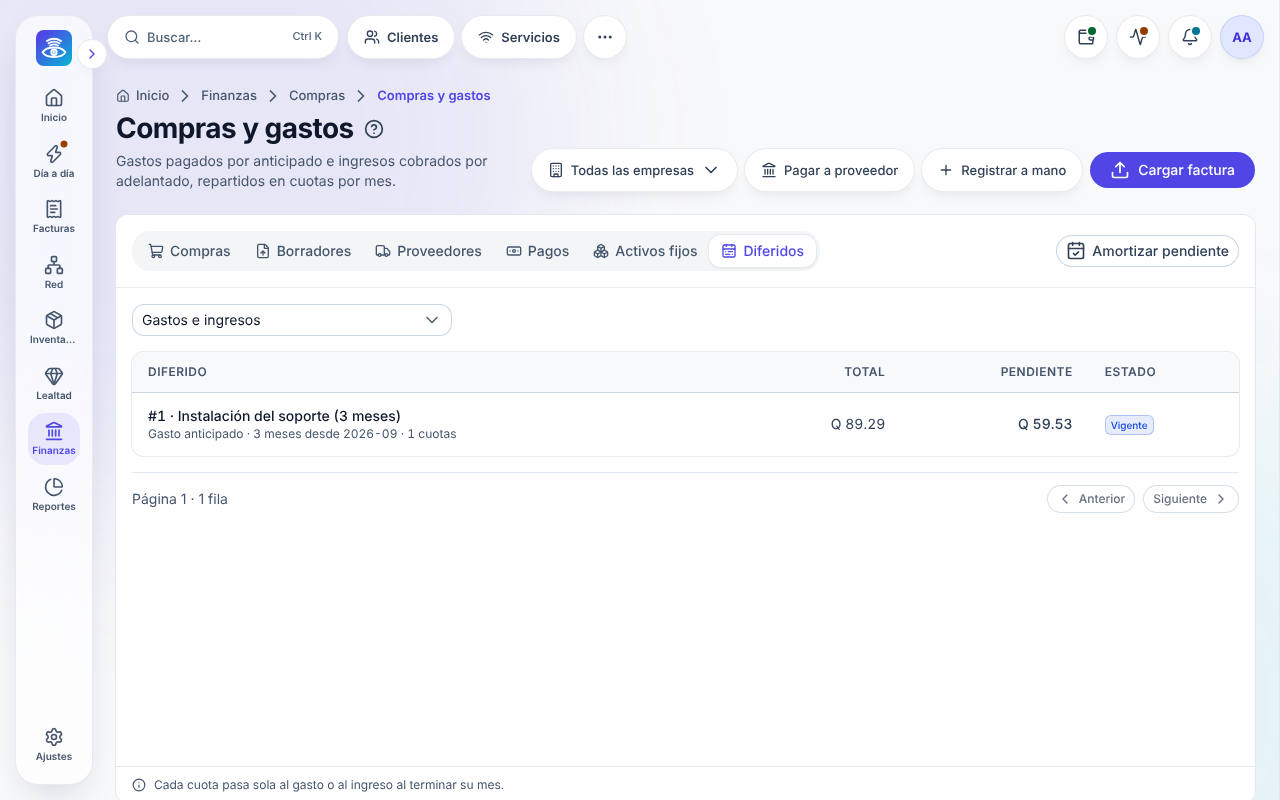 Buscar...
Ctrl K
Clientes
Servicios
AA
Inicio
Día a día
Facturas
Red
Inventa...
Lealtad
Finanzas
Reportes
Ajustes
Inicio > Finanzas > Compras > Compras y gastos
Compras y gastos
Gastos pagados por anticipado e ingresos cobrados por
adelantado, repartidos en cuotas por mes.
Todas las empresas
Pagar a proveedor
Registrar a mano
Cargar factura
Compras
Borradores
Proveedores
Pagos
Activos fijos
Diferidos
Amortizar pendiente
Gastos e ingresos
DIFERIDO TOTAL PENDIENTE ESTADO
#1 · Instalación del soporte (3 meses)
Gasto anticipado · 3 meses desde 2026-09 · 1 cuotas
Q 89.29
Q 59.53
Vigente
Página 1 · 1 fila
Anterior
Siguiente
Cada cuota pasa sola al gasto o al ingreso al terminar su mes.